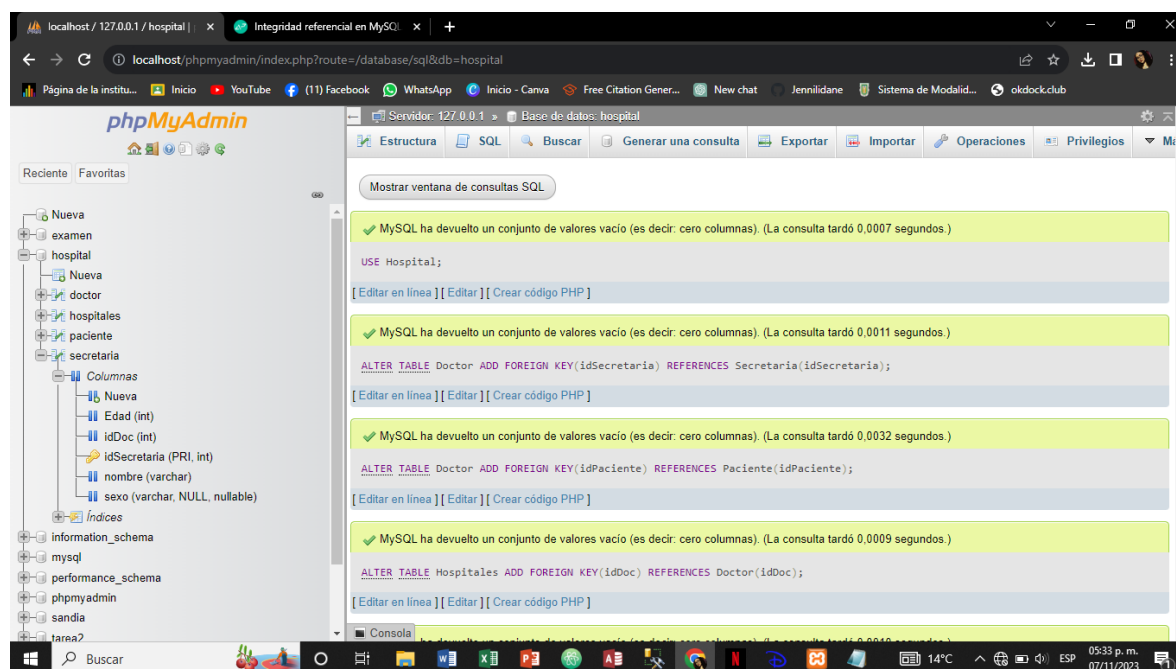 localhost / 127.0.0.1 / hospital |
Integridad referencial en MySQL
localhost/phpmyadmin/index.php?route=/database/sql&db=hospital
Página de la institu...
Inicio
YouTube
(11) Facebook
WhatsApp
Inicio - Canva
Free Citation Gener...
New chat
Jennilidane
Sistema de Modalid...
okdock.club
phpMyAdmin
Reciente
Favoritas
Nueva
examen
hospital
Nueva
doctor
hospitales
paciente
secretaria
Columnas
Nueva
Edad (int)
idDoc (int)
idSecretaria (PRI, int)
nombre (varchar)
sexo (varchar, NULL, nullable)
Índices
information_schema
mysql
performance_schema
phpmyadmin
sandia
tarea2
Servidor: 127.0.0.1 » Base de datos: hospital
Estructura
SQL
Buscar
Generar una consulta
Exportar
Importar
Operaciones
Privilegios
Mostrar ventana de consultas SQL
MySQL ha devuelto un conjunto de valores vacío (es decir: cero columnas). (La consulta tardó 0,0007 segundos.)
USE Hospital;
[ Editar en línea ] [ Editar ] [ Crear código PHP ]
MySQL ha devuelto un conjunto de valores vacío (es decir: cero columnas). (La consulta tardó 0,0011 segundos.)
ALTER TABLE Doctor ADD FOREIGN KEY(idSecretaria) REFERENCES Secretaria(idSecretaria);
[ Editar en línea ] [ Editar ] [ Crear código PHP ]
MySQL ha devuelto un conjunto de valores vacío (es decir: cero columnas). (La consulta tardó 0,0032 segundos.)
ALTER TABLE Doctor ADD FOREIGN KEY(idPaciente) REFERENCES Paciente(idPaciente);
[ Editar en línea ] [ Editar ] [ Crear código PHP ]
MySQL ha devuelto un conjunto de valores vacío (es decir: cero columnas). (La consulta tardó 0,0009 segundos.)
ALTER TABLE Hospitales ADD FOREIGN KEY(idDoc) REFERENCES Doctor(idDoc);
[ Editar en línea ] [ Editar ] [ Crear código PHP ]
Consola
Buscar
14°C
ESP
05:33 p. m.
07/11/2023